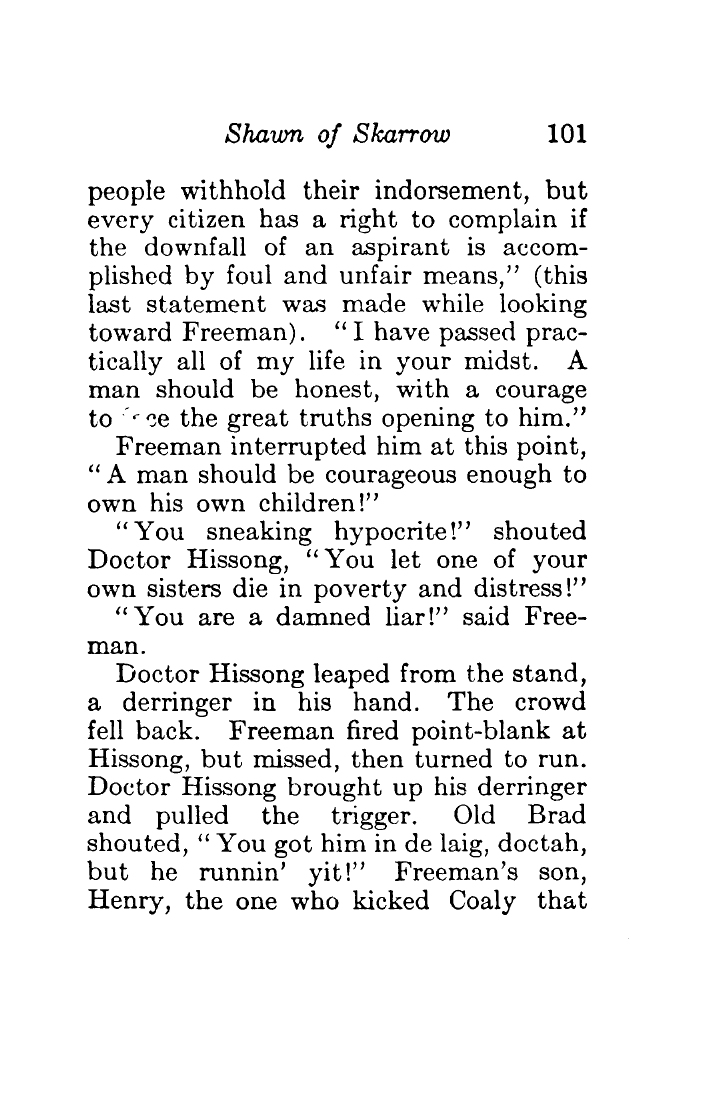 Shawn of Skarrow 101
people withhold their indorsement, but
every citizen has a right to complain if
the downfall of an aspirant is accom-
plished by foul and unfair means,” (this
last statement was made while looking
toward Freeman). “I have passed prac-
tically all of my life in your midst. A
man should be honest, with a courage
to the great truths opening to him.”
Freeman interrupted him at this point,
“A man should be courageous enough to
own his own children!”
“You sneaking hypocrite!” shouted
Doctor Hissong, “You let one of your
own sisters die in poverty and distress!”
“You are a damned liar!” said Free-
man.
Doctor Hissong leaped from the stand,
a derringer in his hand. The crowd
fell back. Freeman fired point-blank at
Hissong, but missed, then turned to run.
Doctor Hissong brought up his derringer
and pulled the trigger. Old Brad
shouted, “You got him in de laig, doctah,
but he runnin’ yit!” Freeman’s son,
Henry, the one who kicked Coaly that